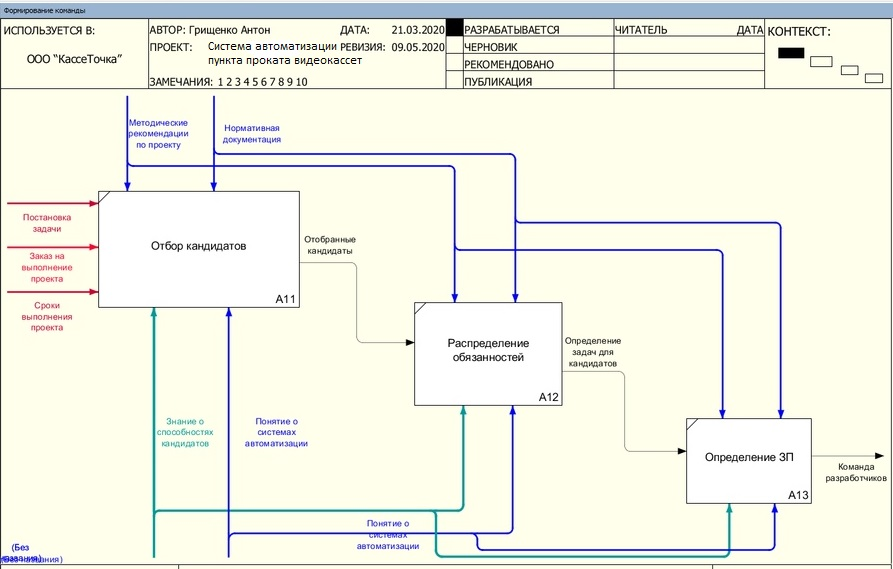 Формирование команды
ИСПОЛЬЗУЕТСЯ В:
ООО “КассеТочка”
АВТОР: Грищенко Антон
ДАТА: 21.03.2020
ПРОЕКТ: Система автоматизации
пункта проката видеокассет
РЕВИЗИЯ: 09.05.2020
ЗАМЕЧАНИЯ: 1 2 3 4 5 6 7 8 9 10
РАЗРАБАТЫВАЕТСЯ
ЧЕРНОВИК
РЕКОМЕНДОВАНО
ПУБЛИКАЦИЯ
ЧИТАТЕЛЬ
ДАТА
КОНТЕКСТ:
Методические
рекомендации
по проекту
Нормативная
документация
Постановка
задачи
Заказ на
выполнение
проекта
Сроки
выполнения
проекта
Отбор кандидатов
A11
Отобранные
кандидаты
Распределение
обязанностей
A12
Определение
задач для
кандидатов
Определение ЗП
A13
Команда
разработчиков
Знание о
способностях
кандидатов
Понятие о
системах
автоматизации
Понятие о
системах
автоматизации
(Без
названия)